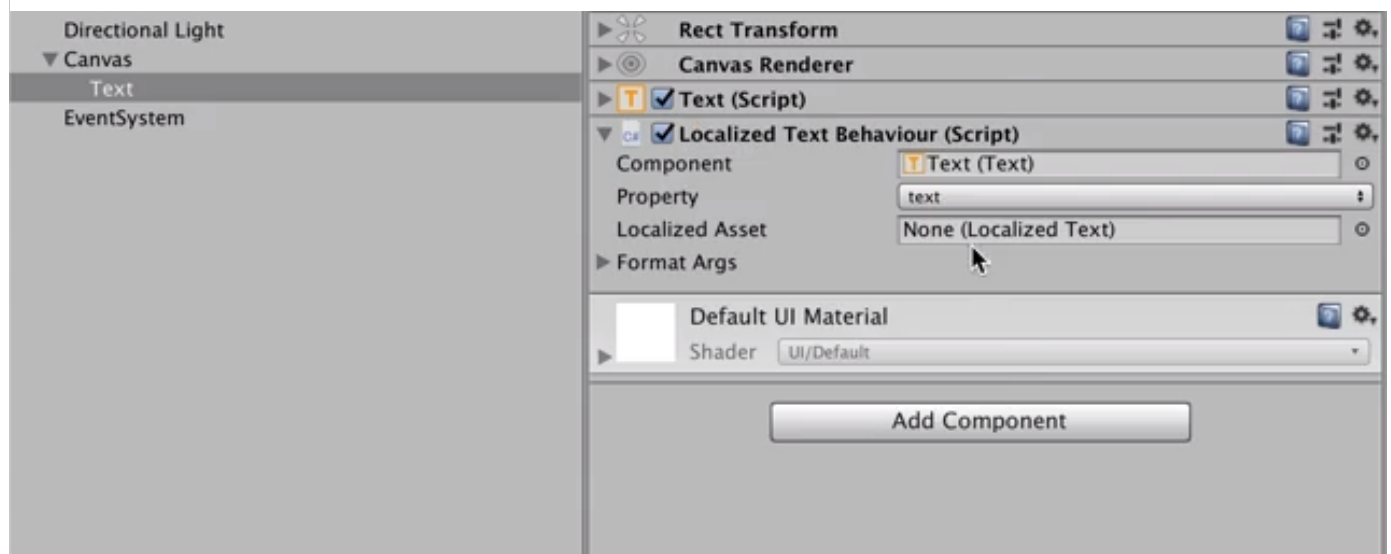 Directional Light
Canvas
Text
EventSystem
Rect Transform
Canvas Renderer
T Text (Script)
C# Localized Text Behaviour (Script)
Component T Text (Text)
Property text
Localized Asset None (Localized Text)
Format Args
Default UI Material
Shader UI/Default
Add Component